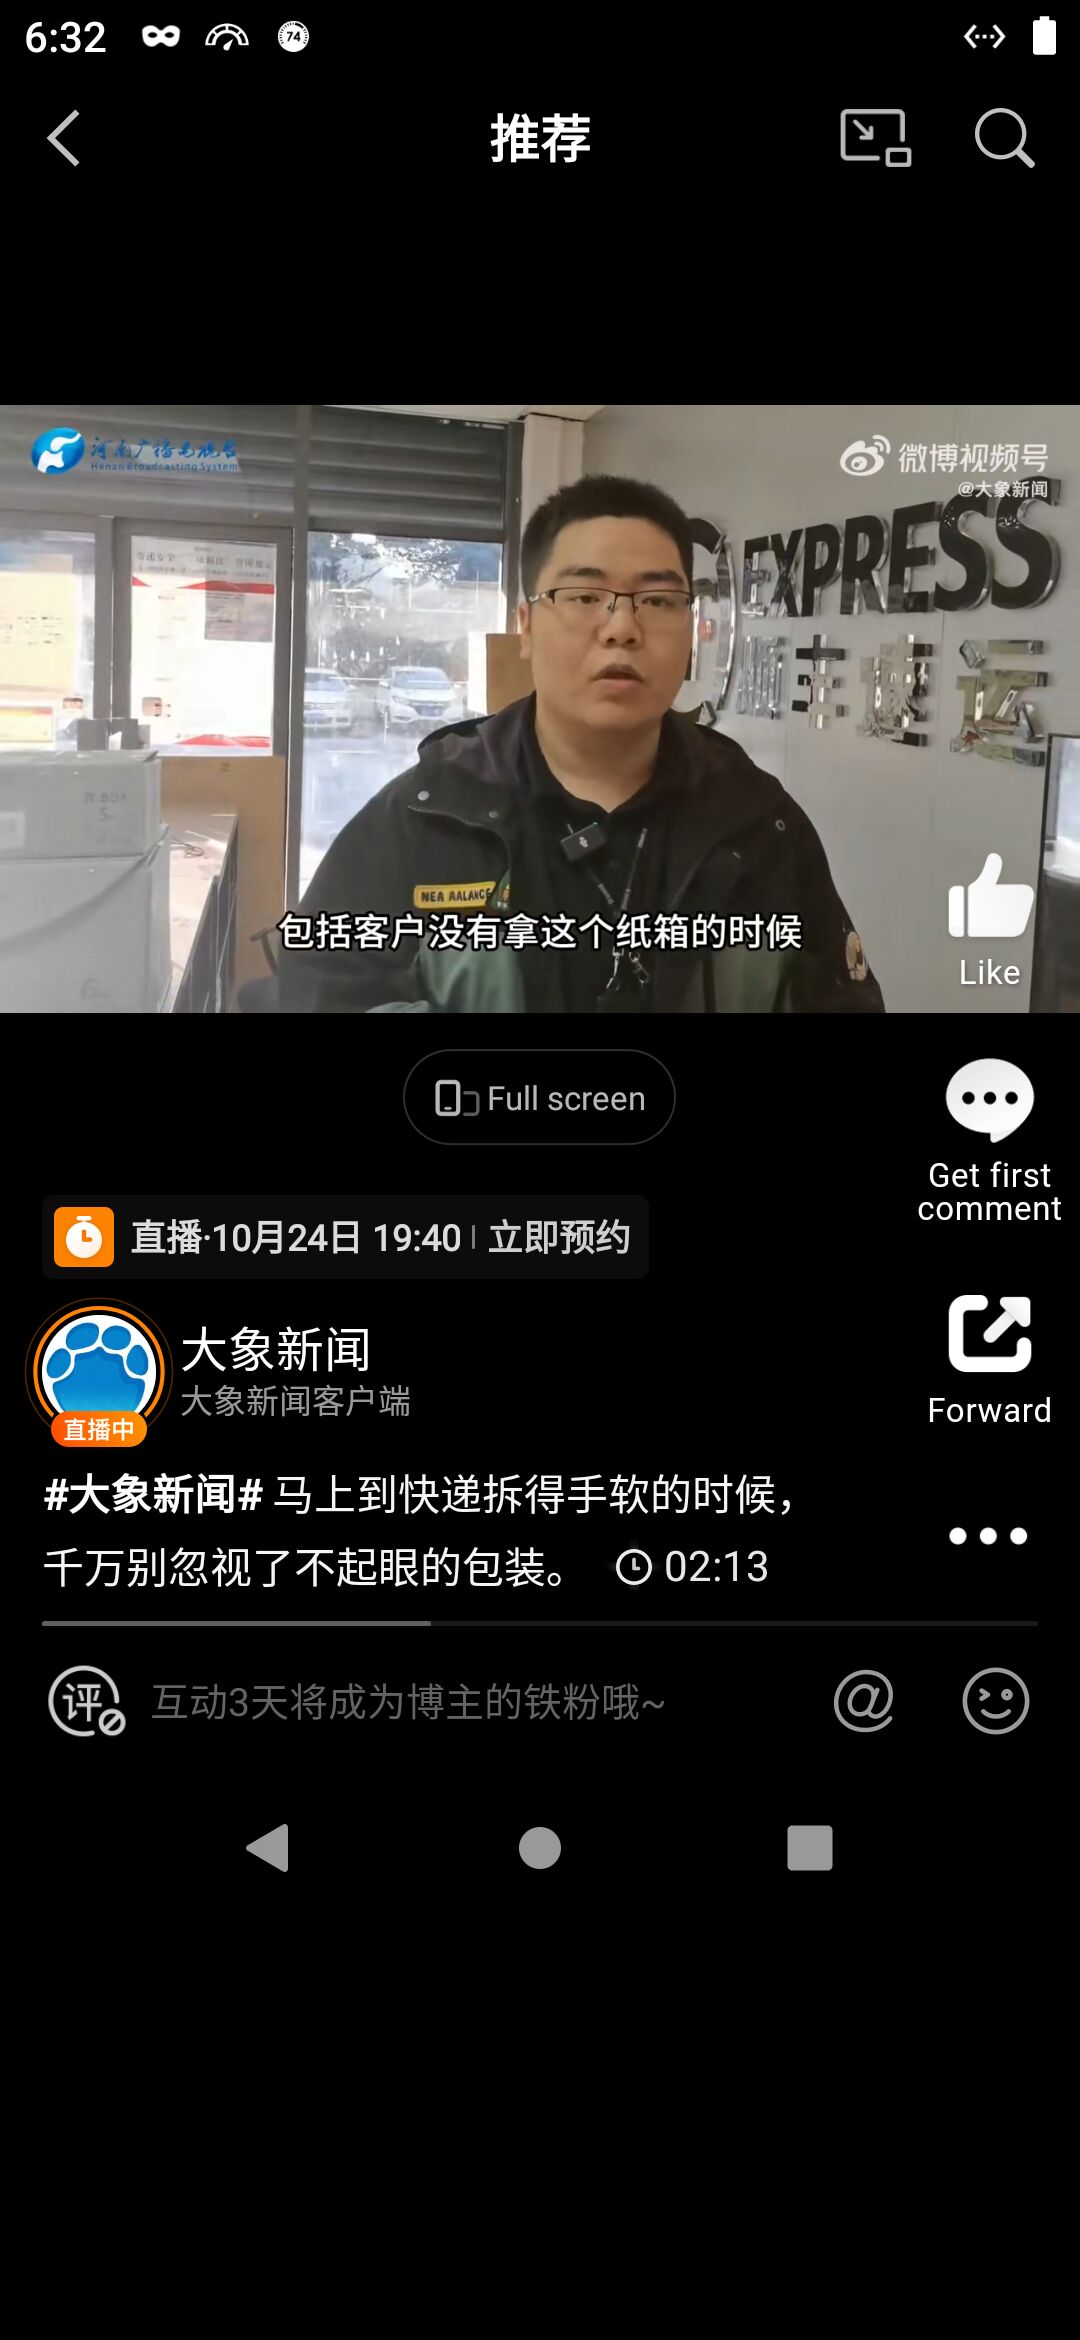 6:32
74
推荐
河南广播电视台
Henan Broadcasting System
微博视频号
@大象新闻
EXPRESS
速运
NEA AALANCE
包括客户没有拿这个纸箱的时候
Like
Full screen
Get first
comment
直播·10月24日 19:40 | 立即预约
大象新闻
大象新闻客户端
直播中
Forward
#大象新闻# 马上到快递拆得手软的时候，
千万别忽视了不起眼的包装。 02:13
评 互动3天将成为博主的铁粉哦~ @